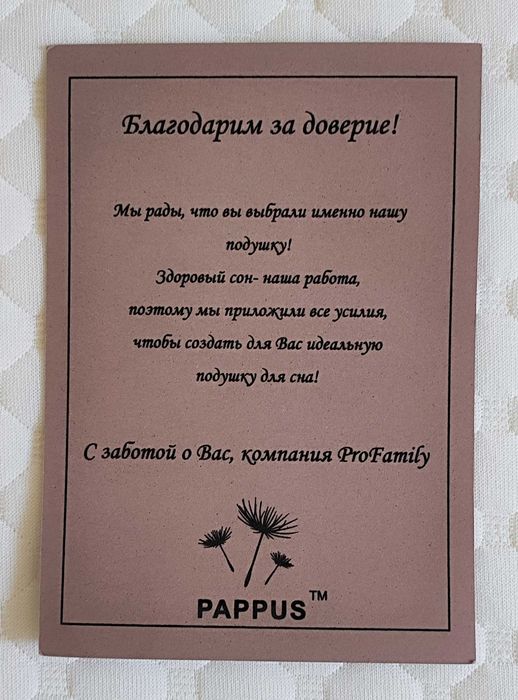 Благодарим за доверие!
Мы рады, что вы выбрали именно нашу
подушку!
Здоровый сон- наша работа,
поэтому мы приложили все усилия,
чтобы создать для Вас идеальную
подушку для сна!
С заботой о Вас, компания ProFamily
PAPPUS™